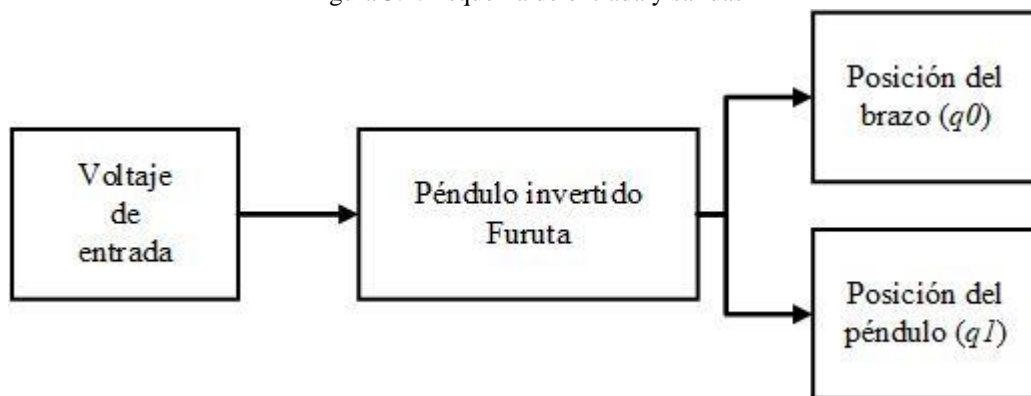 Voltaje
de
entrada
Péndulo invertido
Furuta
Posición del
brazo (q0)
Posición del
péndulo (q1)